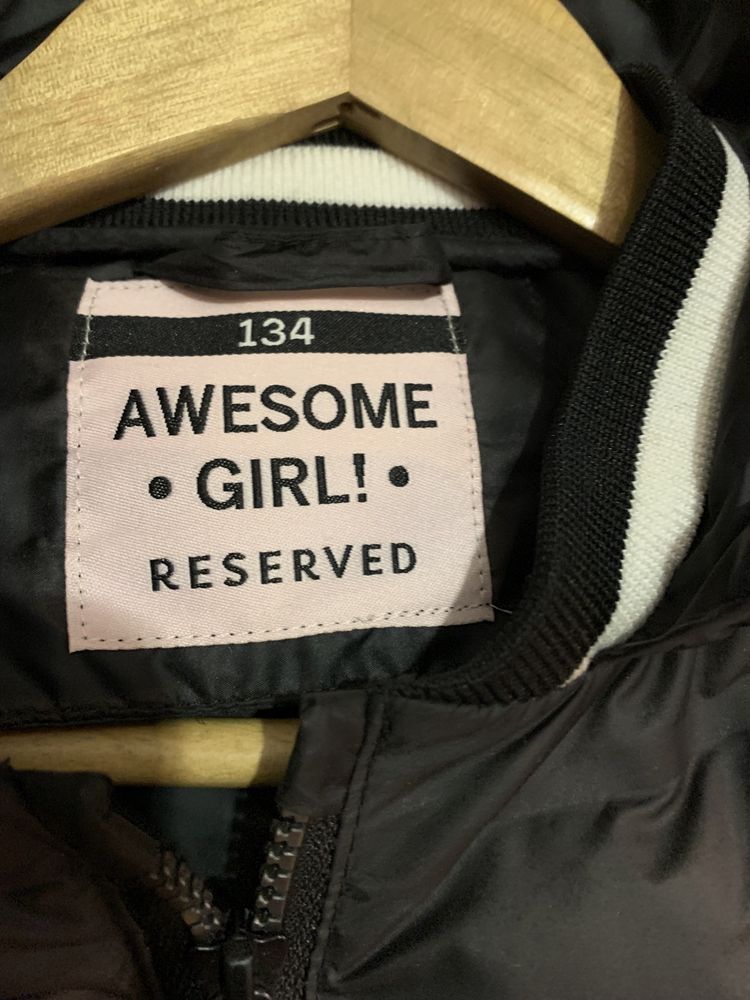 134
AWESOME
• GIRL! •
RESERVED